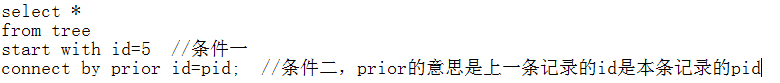 select *
from tree
start with id=5  //条件一
connect by prior id=pid;  //条件二，prior的意思是上一条记录的id是本条记录的pid